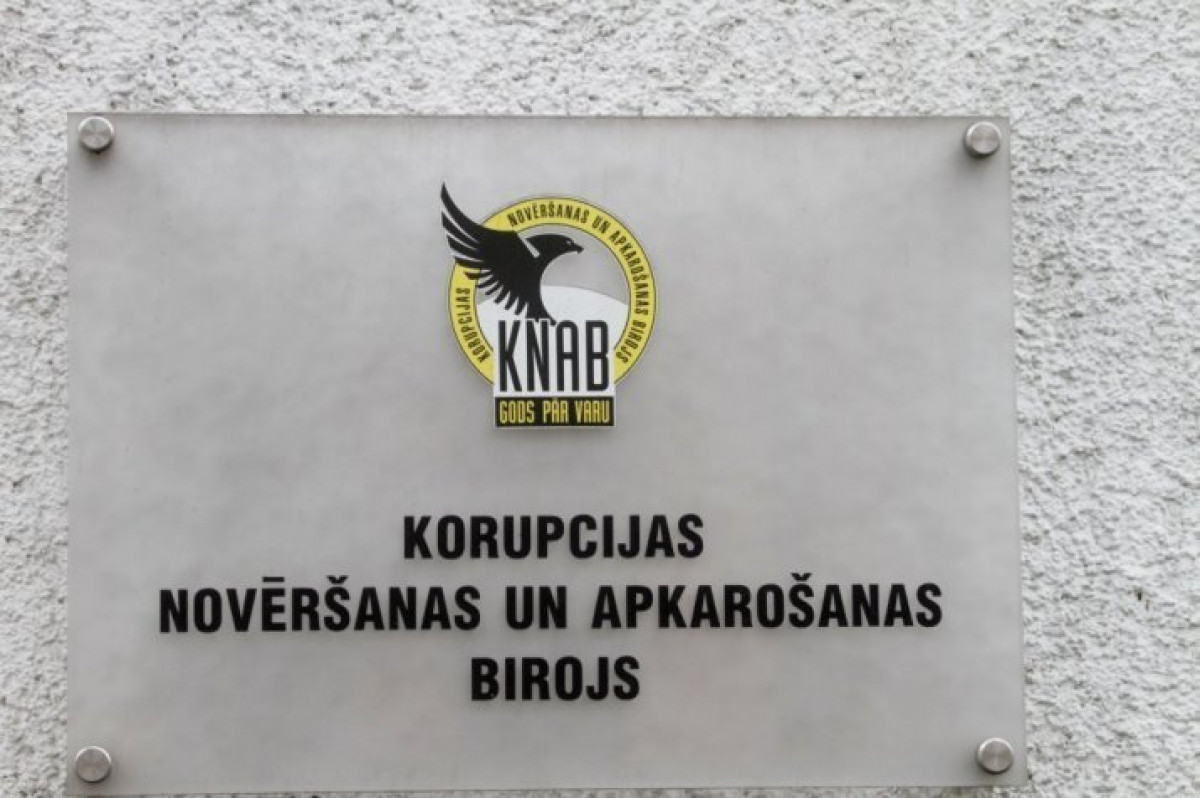 KORUPCIJAS NOVĒRŠANAS UN APKAROŠANAS BIROJS
KNAB
GODS PĀR VARU
KORUPCIJAS
NOVĒRŠANAS UN APKAROŠANAS
BIROJS